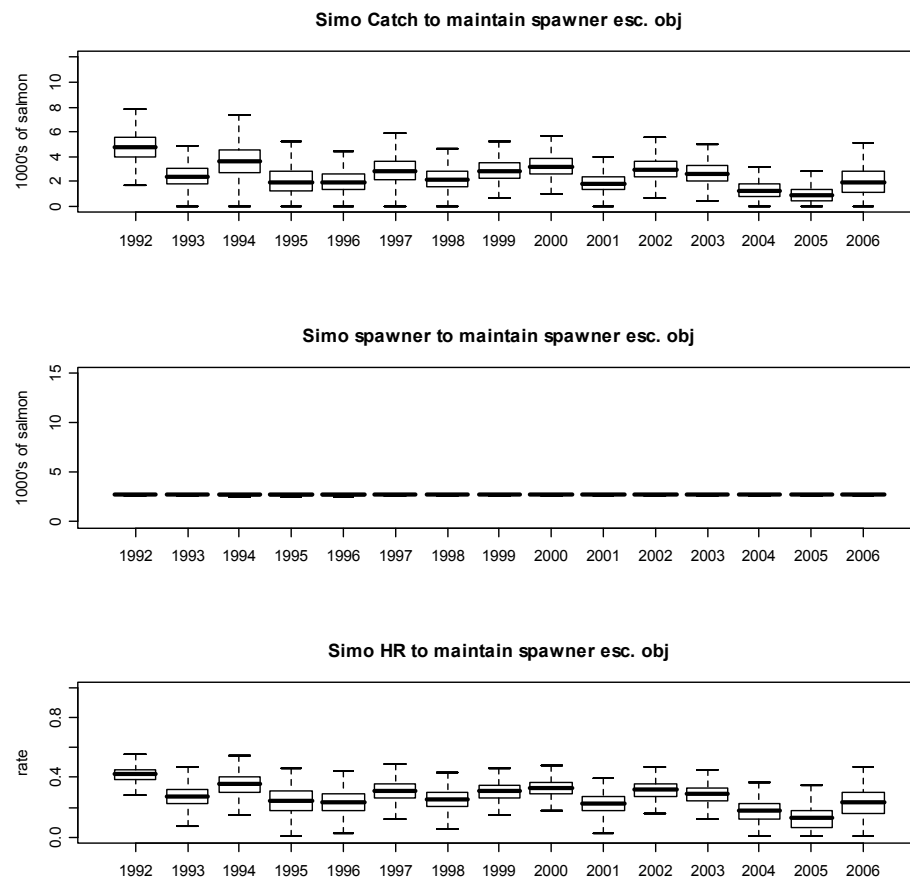 Simo Catch to maintain spawner esc. obj
1000's of salmon
0 2 4 6 8 10
1992 1993 1994 1995 1996 1997 1998 1999 2000 2001 2002 2003 2004 2005 2006
Simo spawner to maintain spawner esc. obj
1000's of salmon
0 5 10 15
1992 1993 1994 1995 1996 1997 1998 1999 2000 2001 2002 2003 2004 2005 2006
Simo HR to maintain spawner esc. obj
rate
0.0 0.4 0.8
1992 1993 1994 1995 1996 1997 1998 1999 2000 2001 2002 2003 2004 2005 2006